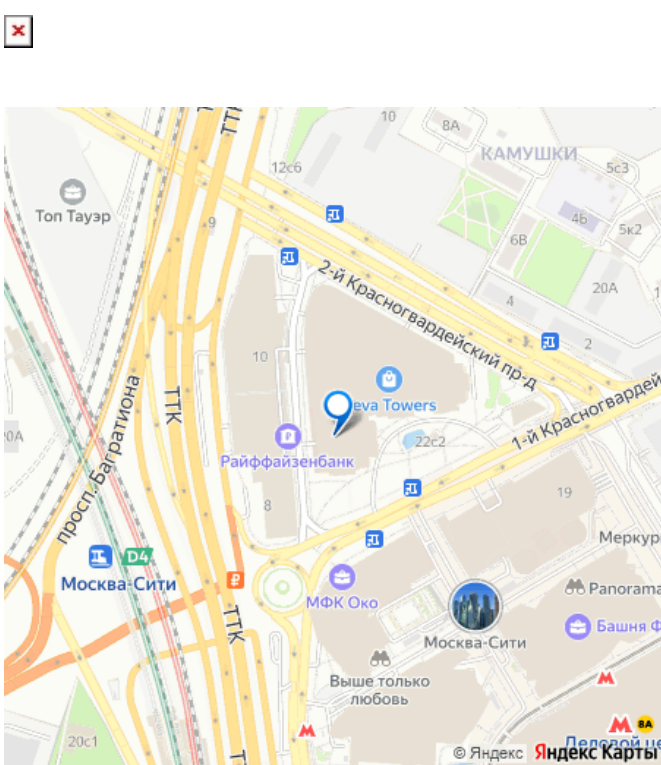 ТТК
10
8А
КАМУШКИ
12с6
5с3
Топ Тауэр
9
4Б
5к2
6В
2-й Красногвардейский пр-д
20А
4
2
10
ТТК
eva Towers
просп. Багратиона
1-й Красногвардей
20А
22с2
Райффайзенбанк
8
19
Меркур
D4
Москва-Сити
МФК Око
Panorama
Башня Ф
ТТК
Москва-Сити
Выше только
любовь
8А
Деловой це
20с1
© Яндекс Яндекс Карты